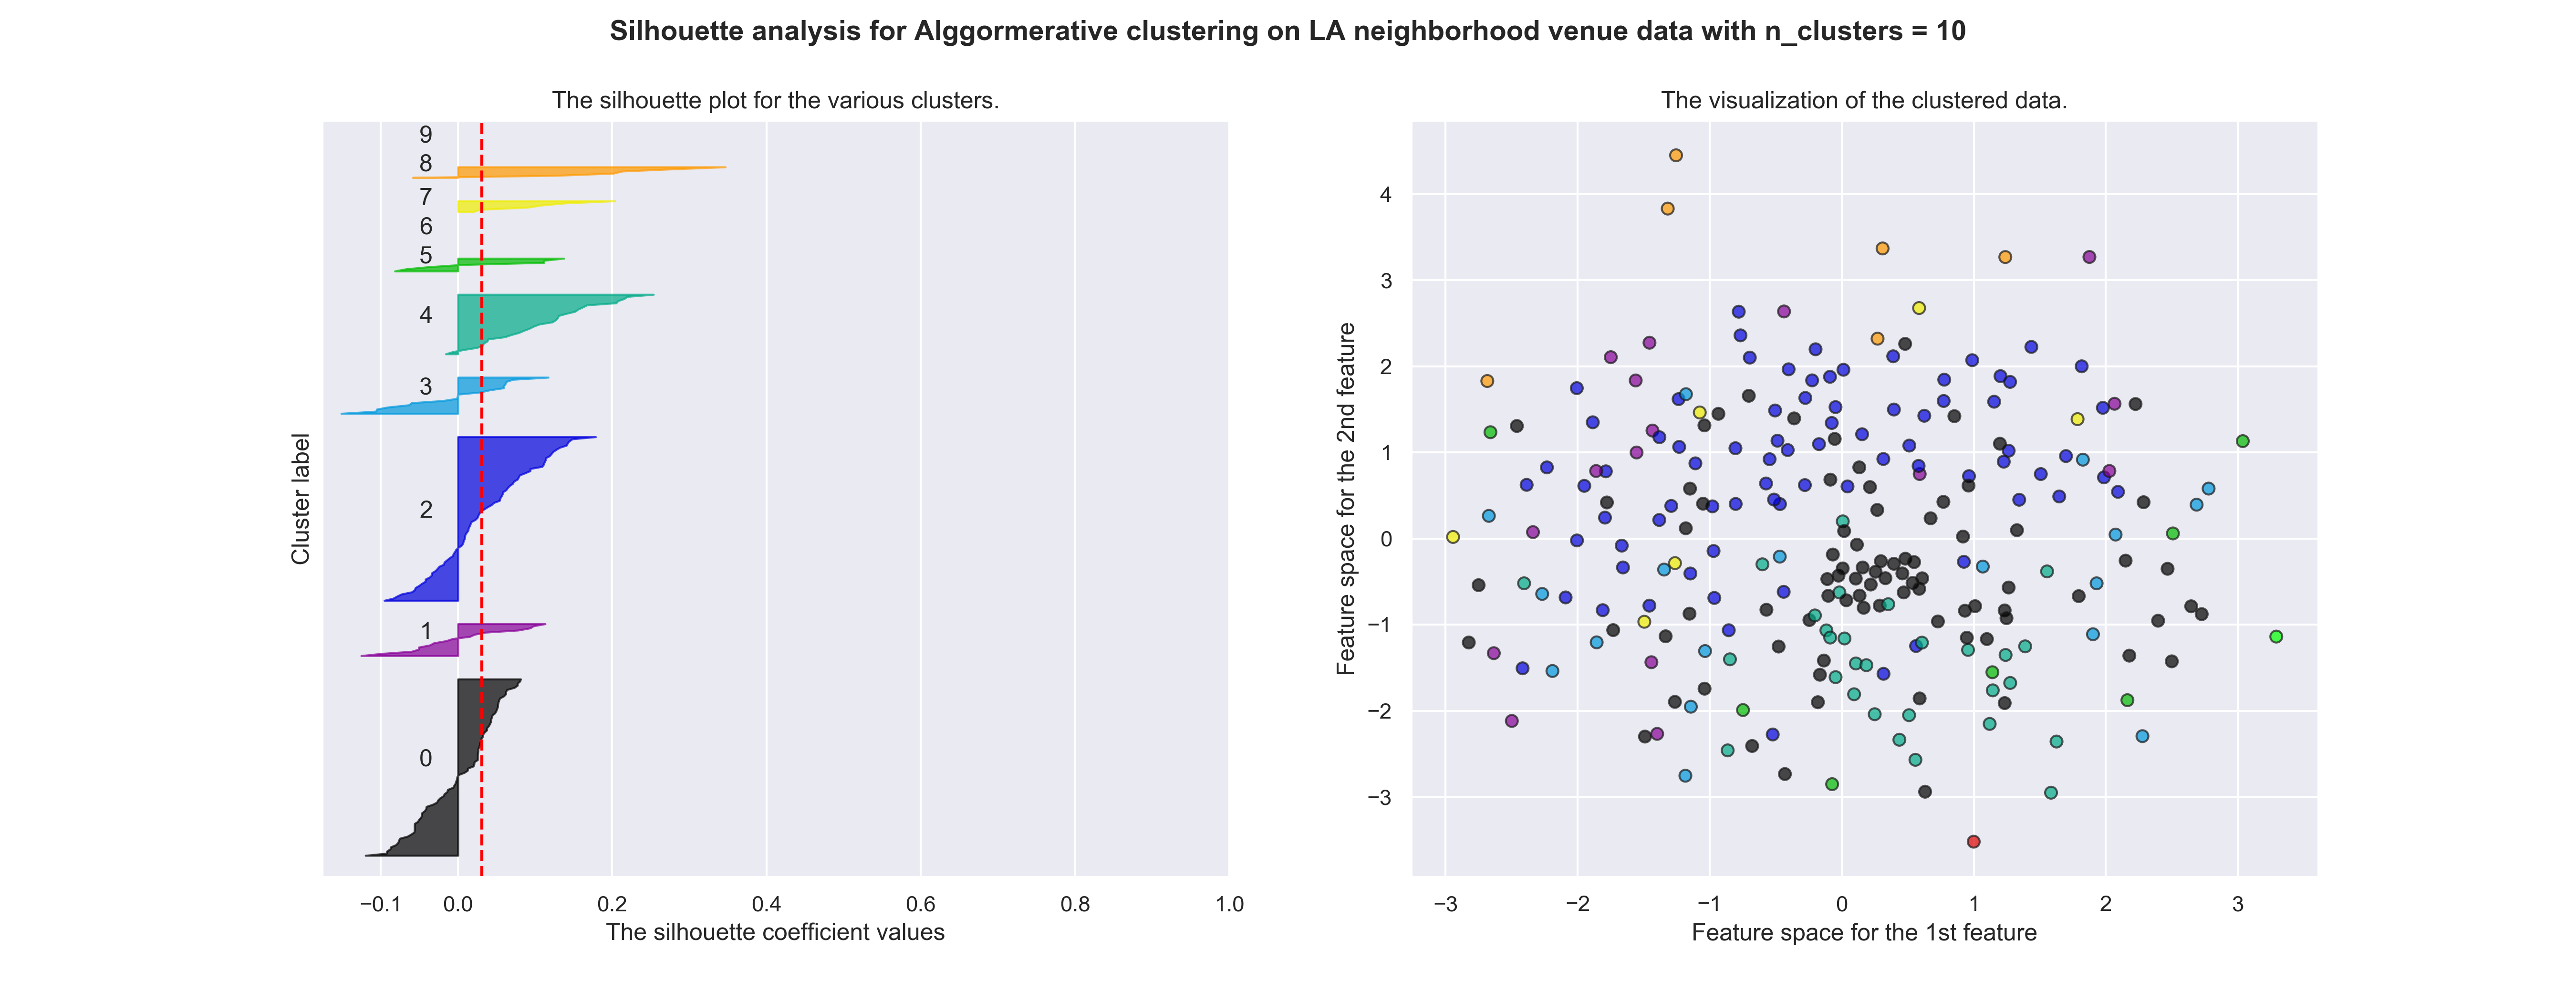 Silhouette analysis for Alggormerative clustering on LA neighborhood venue data with n_clusters = 10
The silhouette plot for the various clusters.
9
8
7
6
5
4
3
2
1
0
Cluster label
−0.1 0.0 0.2 0.4 0.6 0.8 1.0
The silhouette coefficient values
The visualization of the clustered data.
4
3
2
1
0
−1
−2
−3
Feature space for the 2nd feature
−3 −2 −1 0 1 2 3
Feature space for the 1st feature